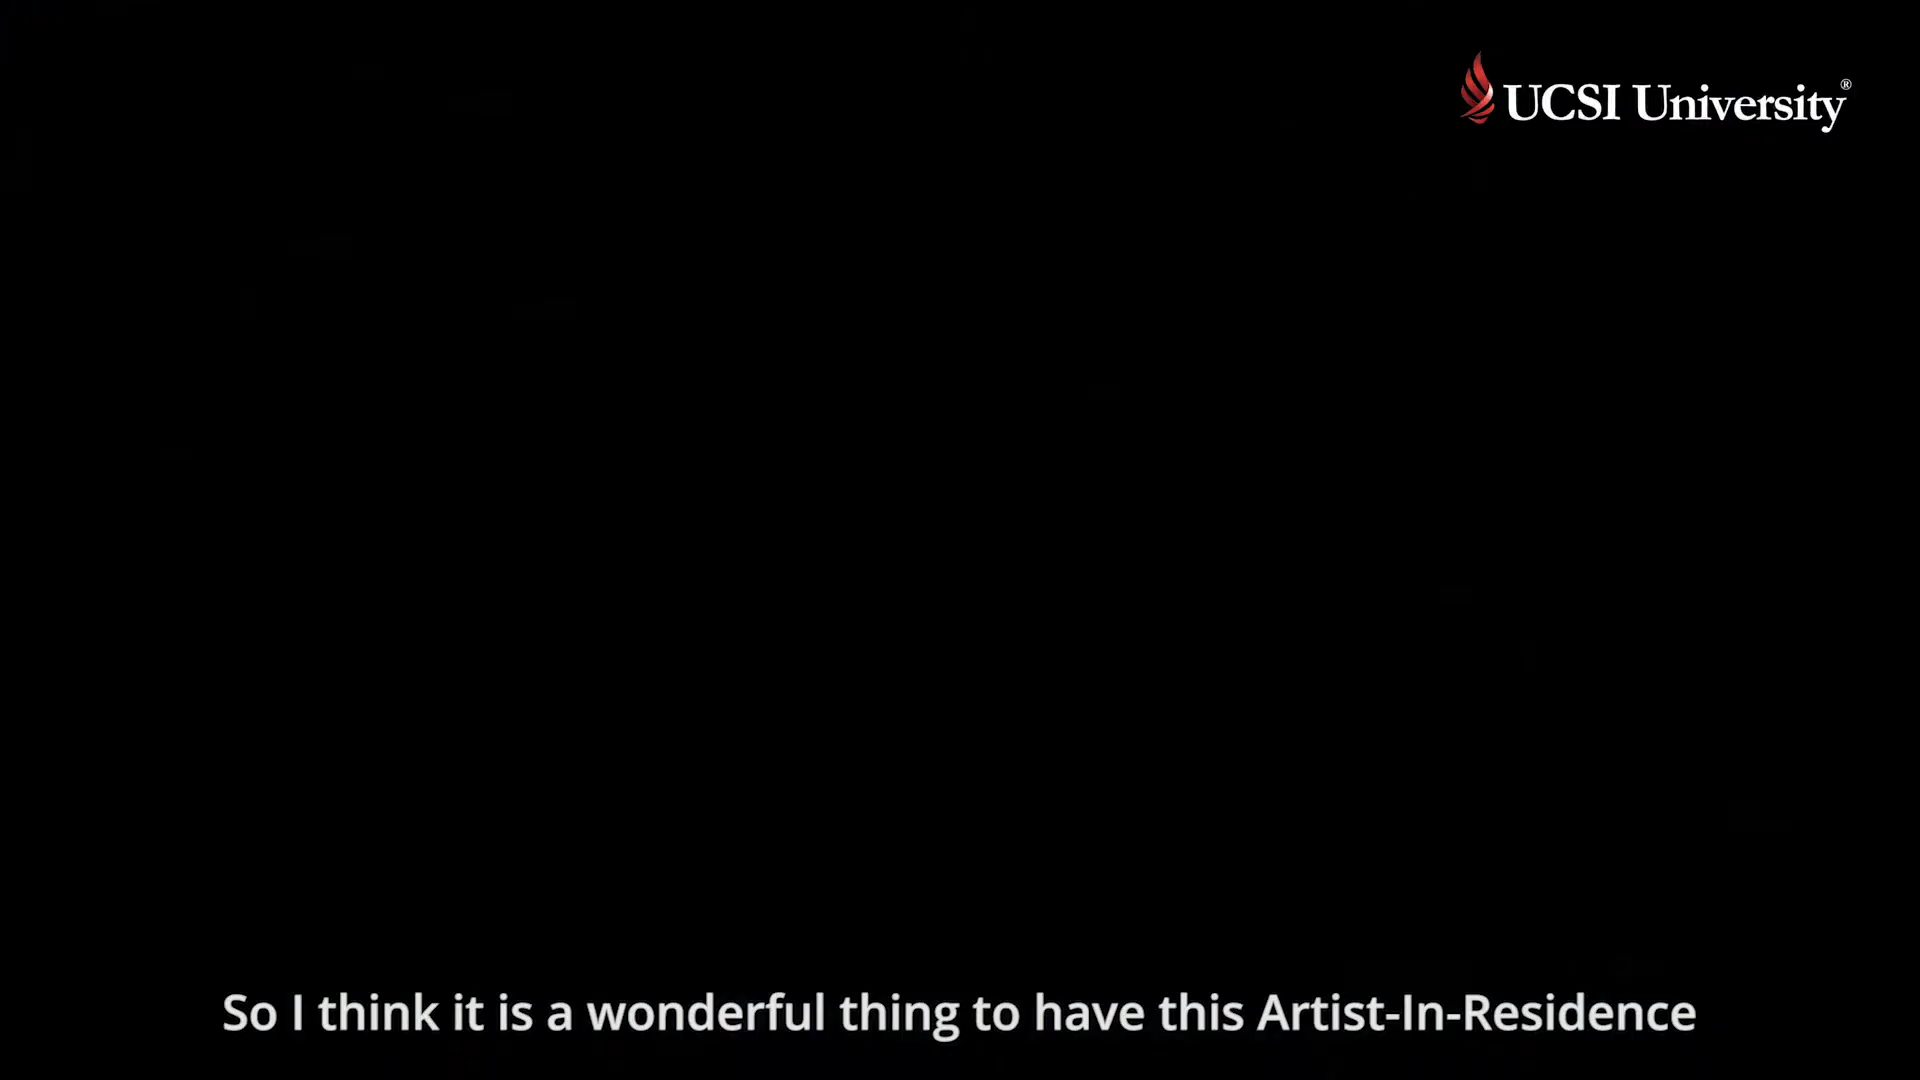 UCSI University®
So I think it is a wonderful thing to have this Artist-In-Residence